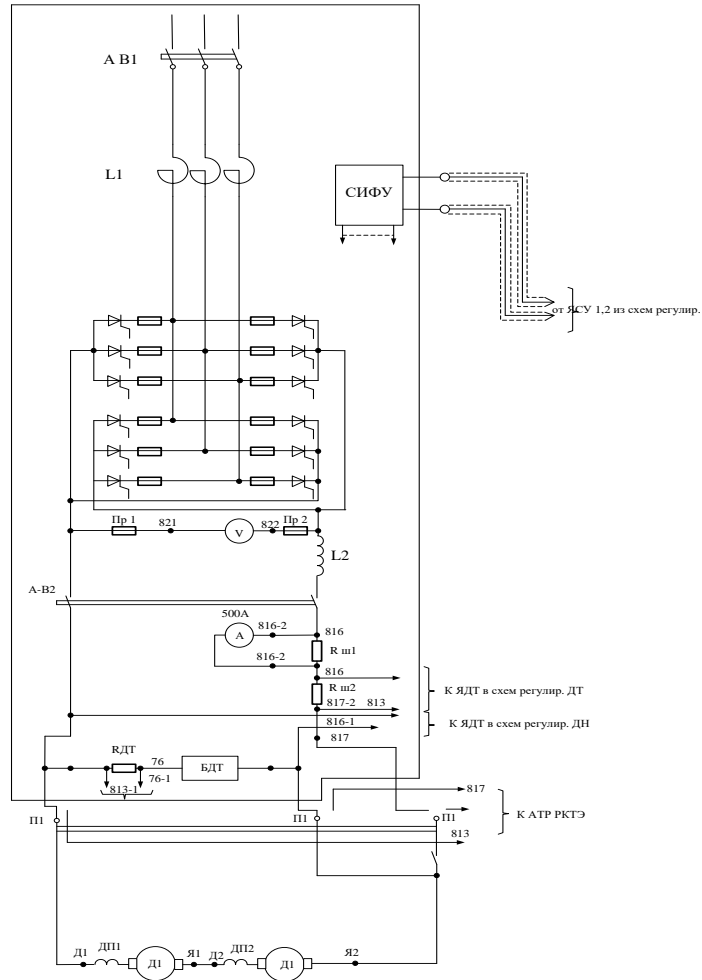 А В1
L1
СИФУ
от ЯСУ 1,2 из схем регулир.
Пр 1
821
V
822
Пр 2
L2
А-В2
500А
816-2
816
А
R ш1
816-2
816
R ш2
К ЯДТ в схем регулир. ДТ
817-2
813
816-1
К ЯДТ в схем регулир. ДН
817
RДТ
76
БДТ
76-1
813-1
817
П1
П1
П1
К АТР РКТЭ
813
Д1
ДП1
Д1
Я1
Д2
ДП2
Д1
Я2